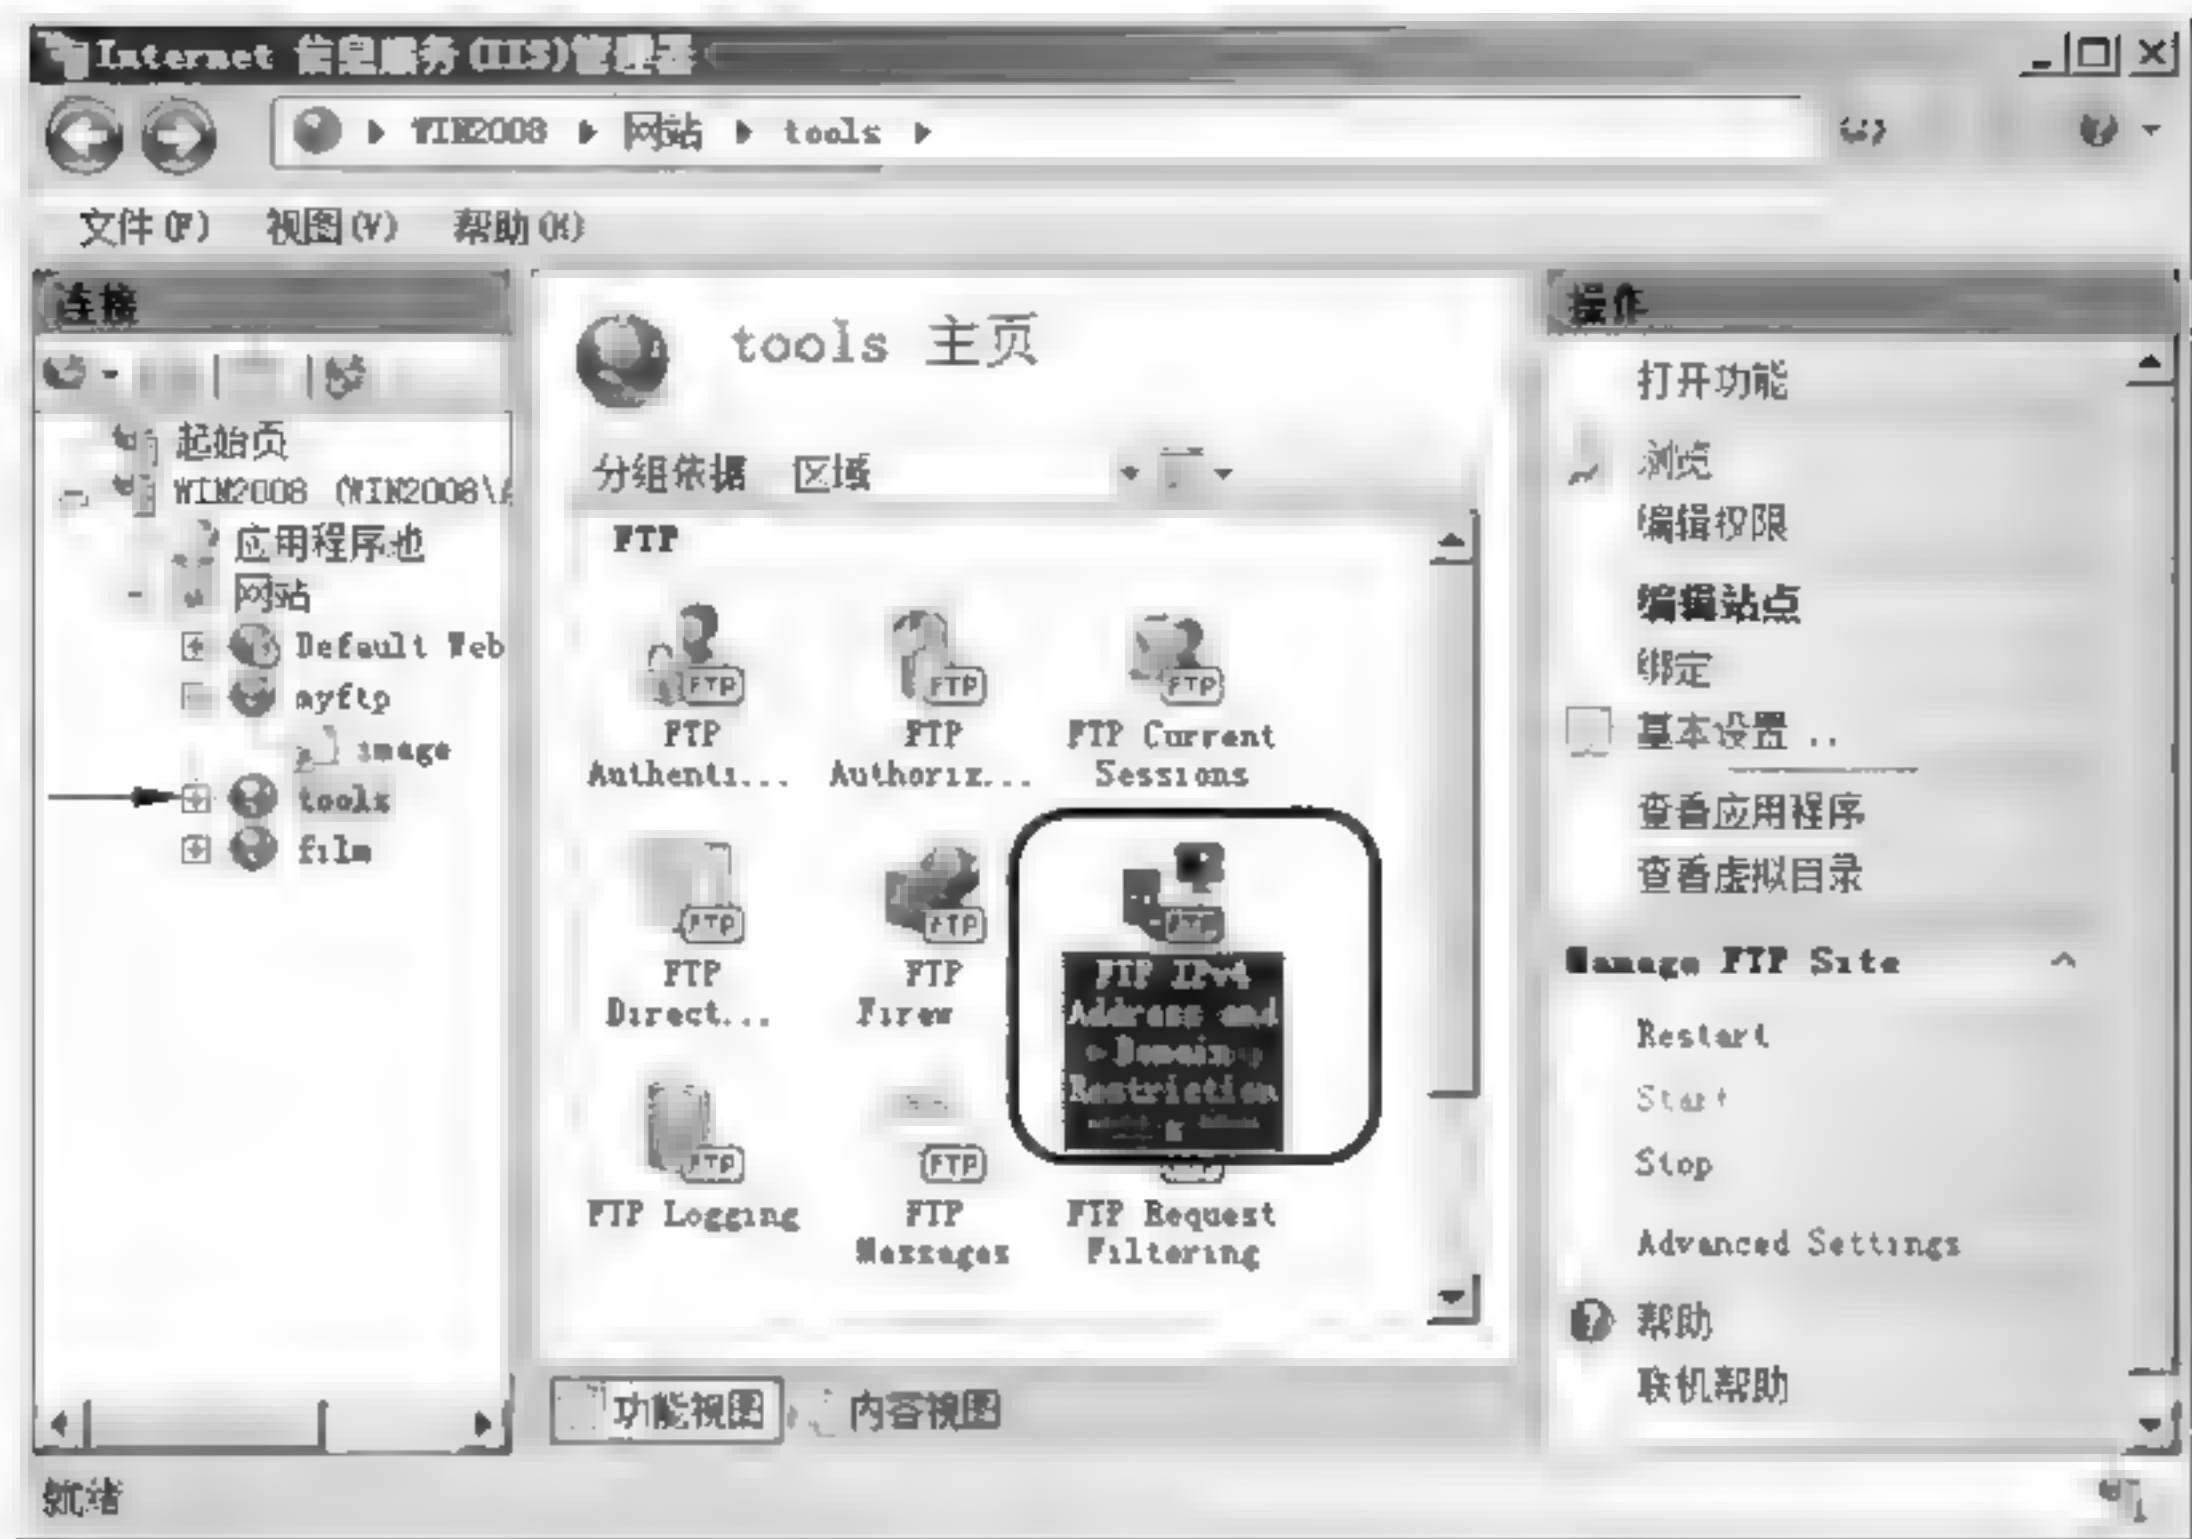 Internet 信息服务(IIS)管理器
WIN2008 网站 tools
文件(F) 视图(V) 帮助(H)
连接
起始页
WIN2008 (WIN2008\A
应用程序池
网站
Default Web
myftp
image
tools
film
tools 主页
分组依据 区域
FTP
FTP Authenti...
FTP Authoriz...
FTP Current Sessions
FTP Direct...
FTP Firew
FTP IPv4 Address and Domain Restriction
FTP Logging
FTP Messages
FTP Request Filtering
功能视图 内容视图
操作
打开功能
浏览
编辑权限
编辑站点
绑定
基本设置...
查看应用程序
查看虚拟目录
Manage FTP Site
Restart
Start
Stop
Advanced Settings
帮助
联机帮助
就绪